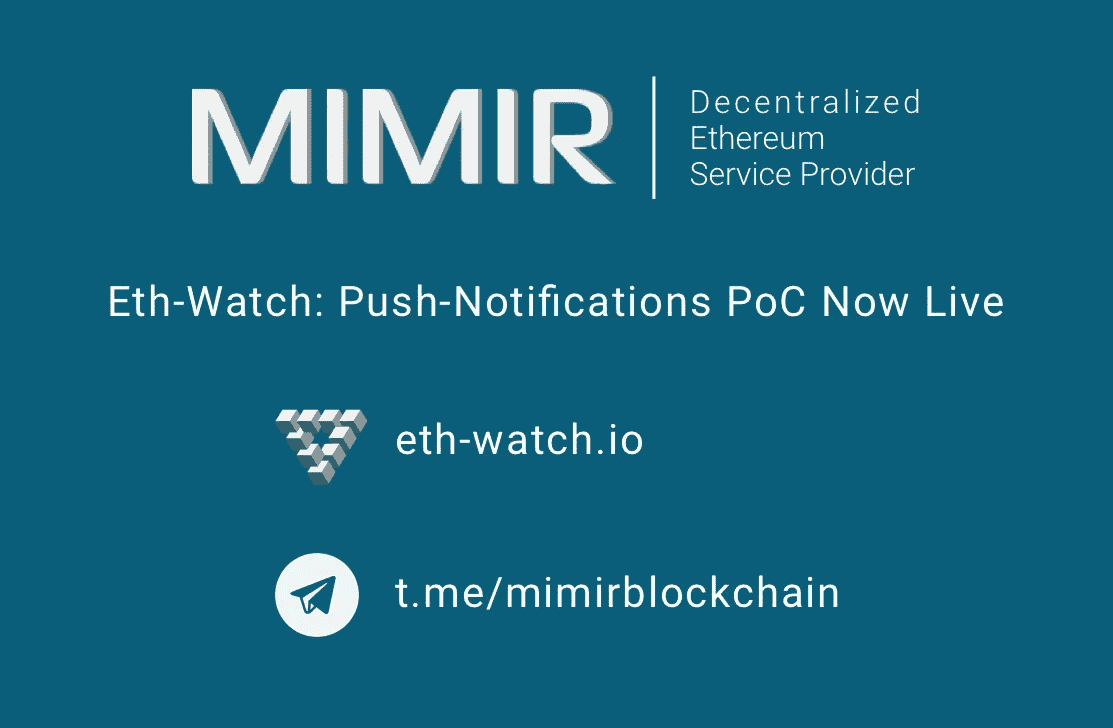 MIMIR
Decentralized
Ethereum
Service Provider
Eth-Watch: Push-Notifications PoC Now Live
eth-watch.io
t.me/mimirblockchain